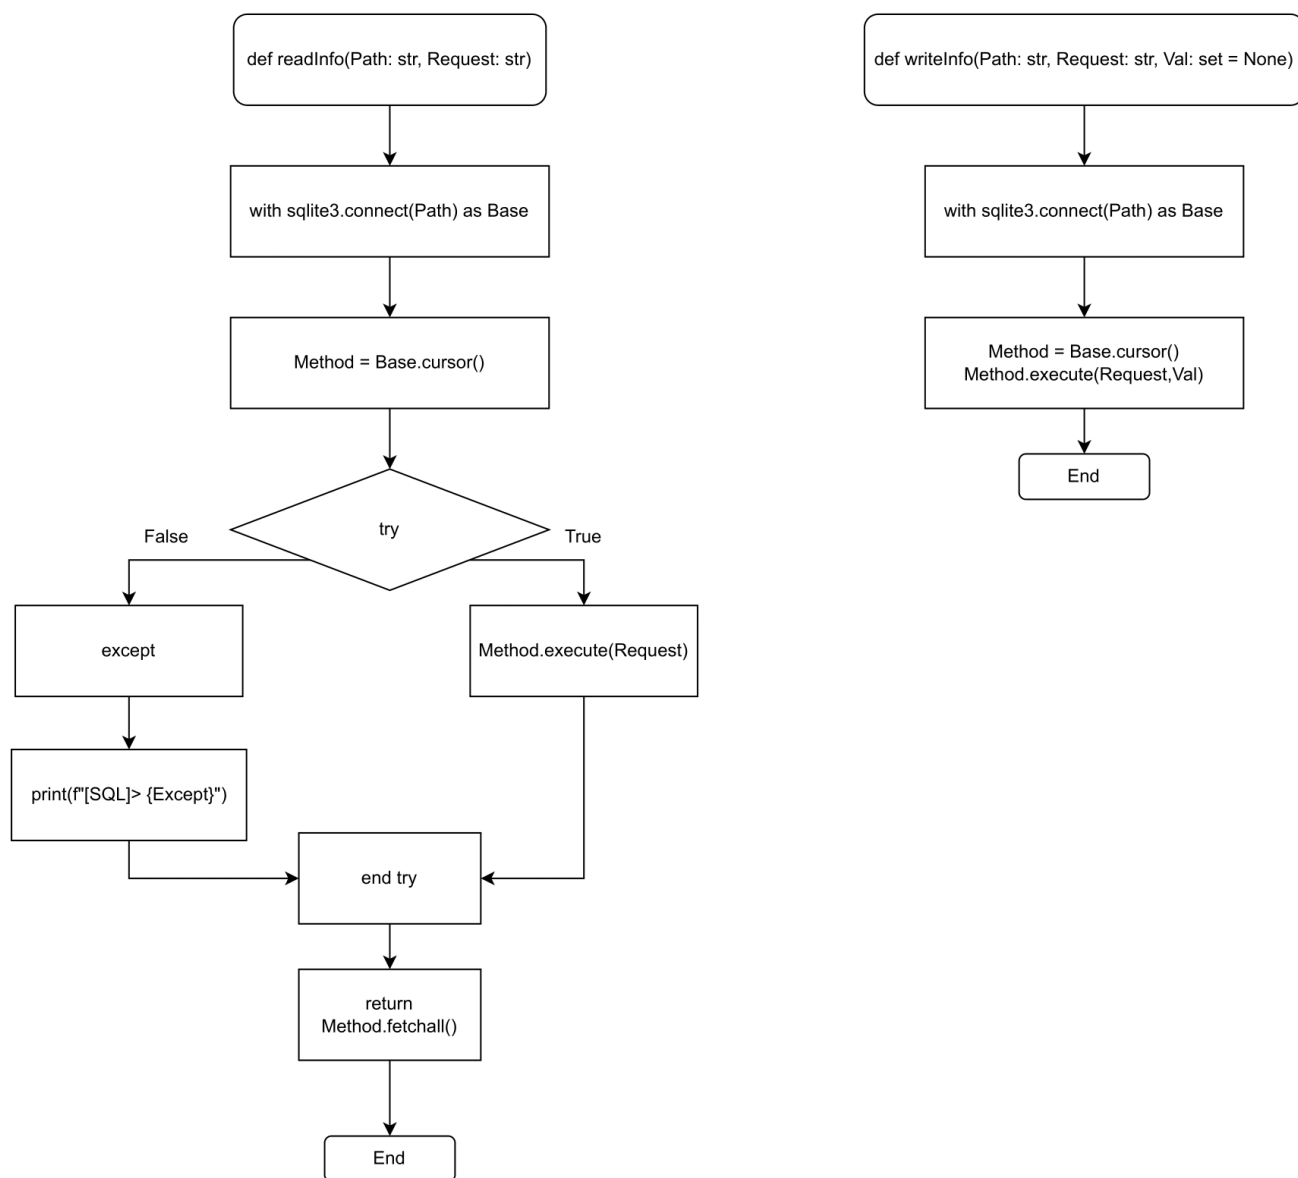 def readInfo(Path: str, Request: str)
with sqlite3.connect(Path) as Base
Method = Base.cursor()
try
False
True
except
Method.execute(Request)
print(f"[SQL]> {Except}")
end try
return
Method.fetchall()
End
def writeInfo(Path: str, Request: str, Val: set = None)
with sqlite3.connect(Path) as Base
Method = Base.cursor()
Method.execute(Request,Val)
End